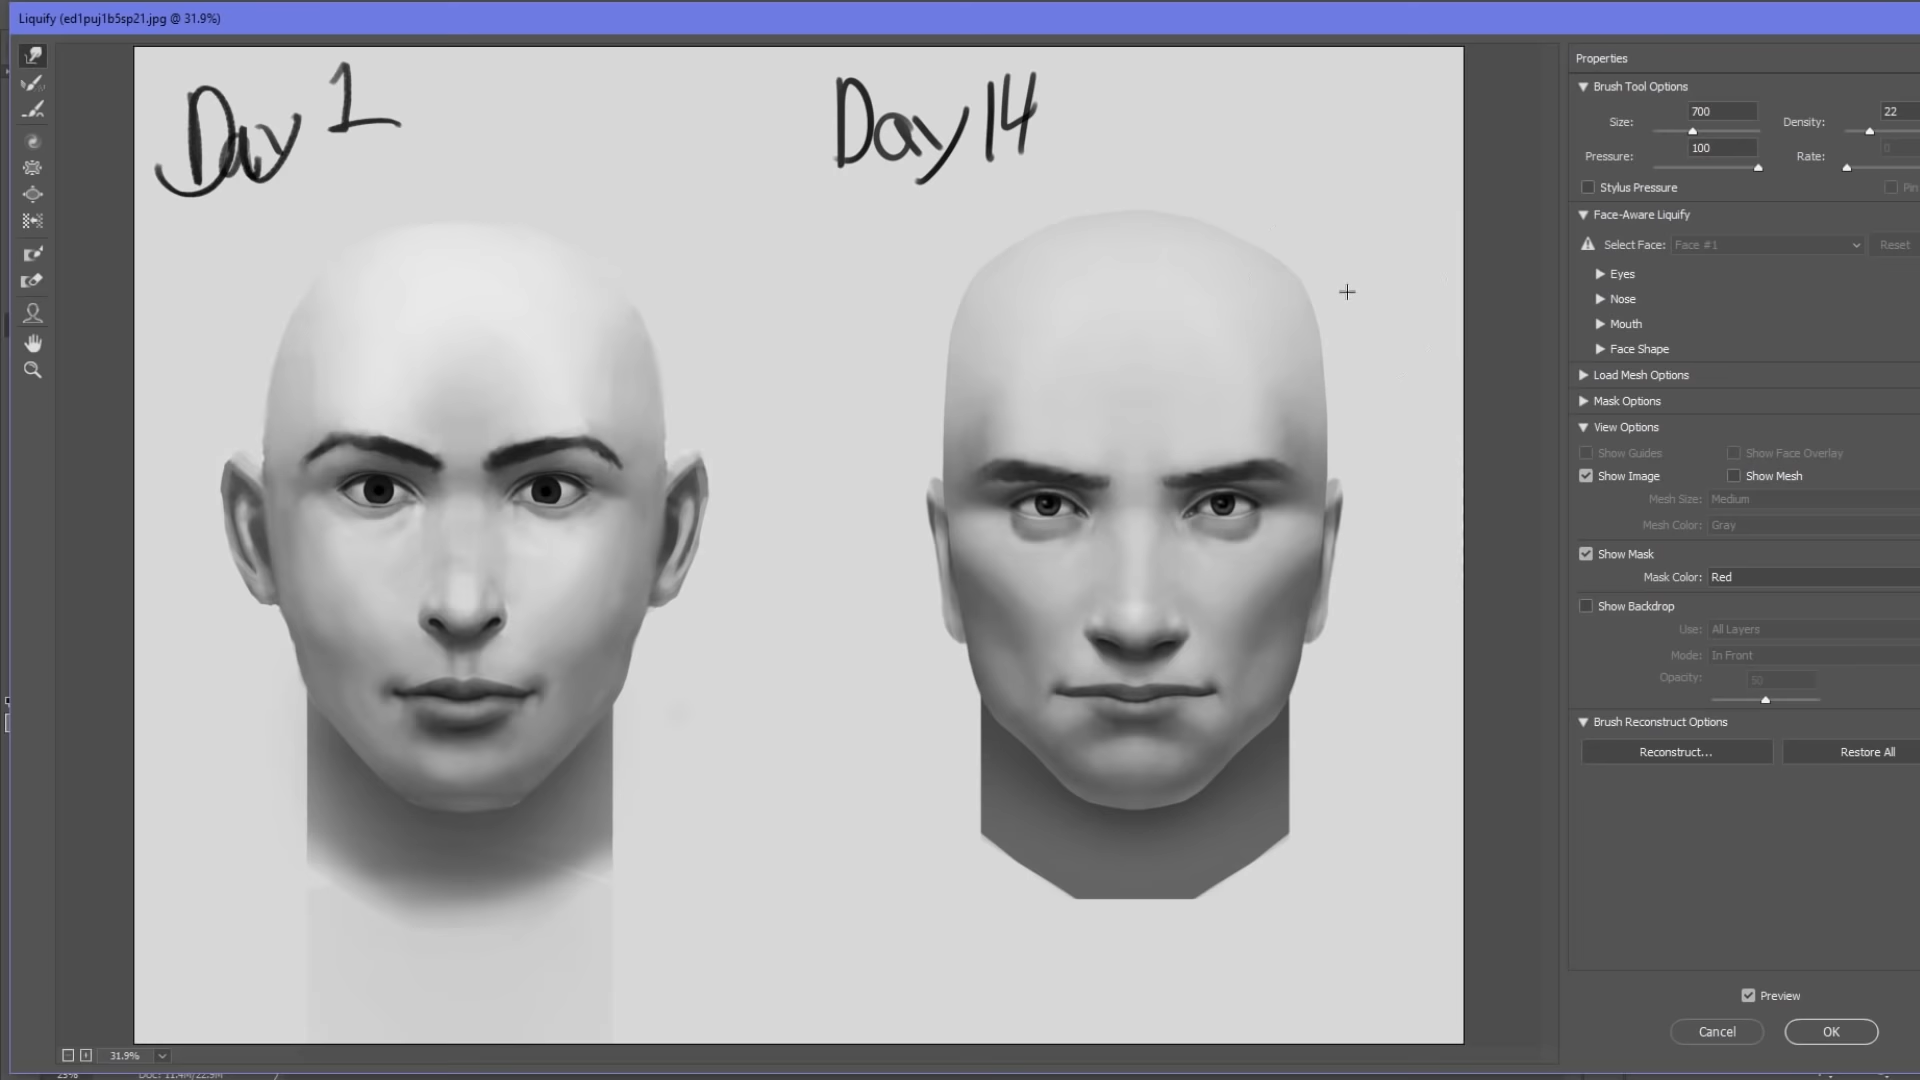 Liquify (ed1puj1b5sp21.jpg @ 31.9%)
Day 1
Day 14
Properties
Brush Tool Options
Size: 700 Density: 22
Pressure: 100 Rate: 0
Stylus Pressure Pin
Face-Aware Liquify
Select Face: Face #1 Reset
Eyes
Nose
Mouth
Face Shape
Load Mesh Options
Mask Options
View Options
Show Guides Show Face Overlay
Show Image Show Mesh
Mesh Size: Medium
Mesh Color: Gray
Show Mask
Mask Color: Red
Show Backdrop
Use: All Layers
Mode: In Front
Opacity: 50
Brush Reconstruct Options
Reconstruct... Restore All
Preview
Cancel OK
31.9%